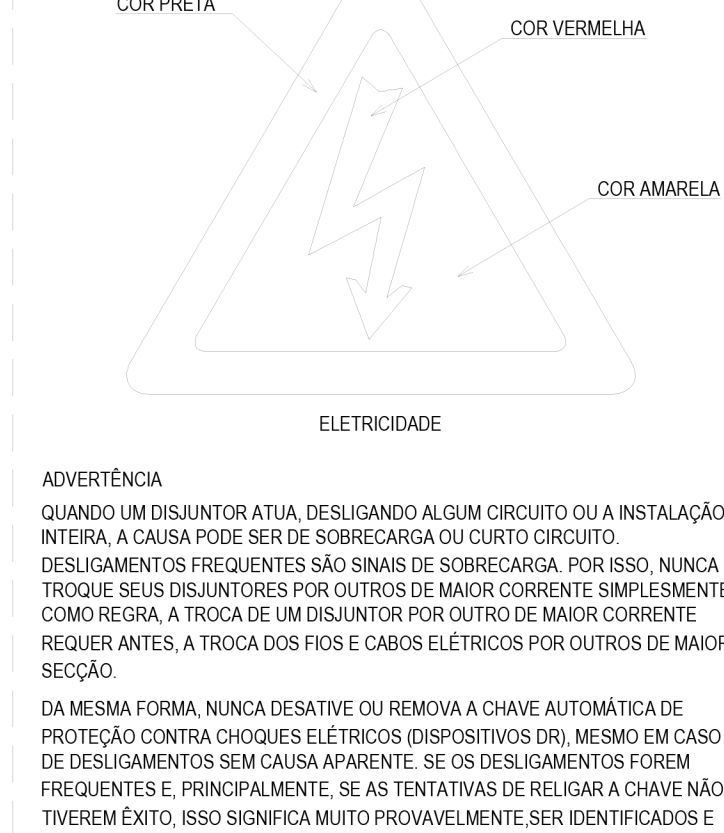 COR PRETA
COR VERMELHA
COR AMARELA
ELETRICIDADE
ADVERTÊNCIA
QUANDO UM DISJUNTOR ATUA, DESLIGANDO ALGUM CIRCUITO OU A INSTALAÇÃO
INTEIRA, A CAUSA PODE SER DE SOBRECARGA OU CURTO CIRCUITO.
DESLIGAMENTOS FREQUENTES SÃO SINAIS DE SOBRECARGA. POR ISSO, NUNCA
TROQUE SEUS DISJUNTORES POR OUTROS DE MAIOR CORRENTE SIMPLESMENTE
COMO REGRA, A TROCA DE UM DISJUNTOR POR OUTRO DE MAIOR CORRENTE
REQUER ANTES, A TROCA DOS FIOS E CABOS ELÉTRICOS POR OUTROS DE MAIOR
SECÇÃO.
DA MESMA FORMA, NUNCA DESATIVE OU REMOVA A CHAVE AUTOMÁTICA DE
PROTEÇÃO CONTRA CHOQUES ELÉTRICOS (DISPOSITIVOS DR), MESMO EM CASO
DE DESLIGAMENTOS SEM CAUSA APARENTE. SE OS DESLIGAMENTOS FOREM
FREQUENTES E, PRINCIPALMENTE, SE AS TENTATIVAS DE RELIGAR A CHAVE NÃO
TIVEREM ÊXITO, ISSO SIGNIFICA MUITO PROVAVELMENTE,SER IDENTIFICADOS E